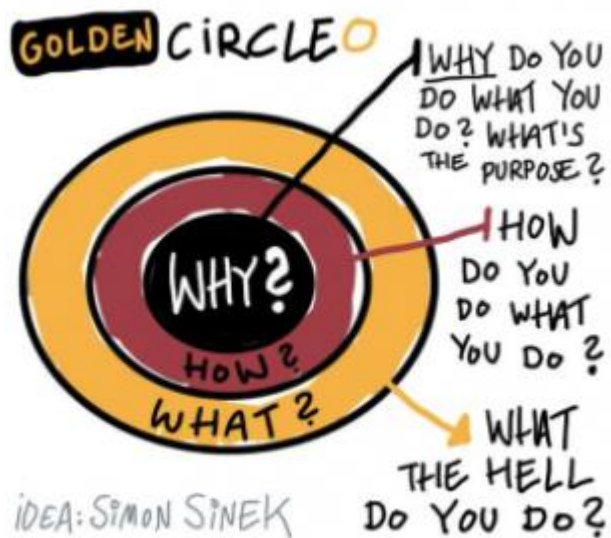 GOLDEN CiRCLE
WHY DO YOU
DO WHAT YOU
DO? WHAT'S
THE PURPOSE?
WHY?
HOW?
WHAT?
HOW
DO YOU
DO WHAT
YOU DO?
WHAT
THE HELL
DO YOU DO?
iDEA: SiMON SiNEK